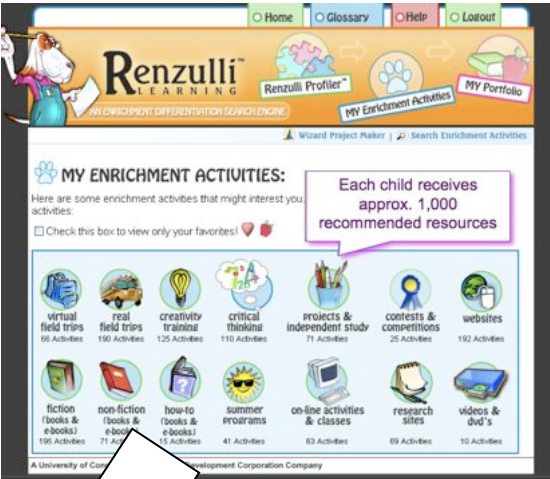 Home Glossary Help Logout
Renzulli™
LEARNING
AN ENRICHMENT DIFFERENTIATION SEARCH ENGINE
Renzulli Profiler™
MY Enrichment Activities
MY Portfolio
Wizard Project Maker | Search Enrichment Activities
MY ENRICHMENT ACTIVITIES:
Here are some enrichment activities that might interest you.
activities:
Check this box to view only your favorites!
Each child receives
approx. 1,000
recommended resources
virtual
field trips
66 Activities
real
field trips
190 Activities
creativity
training
125 Activities
critical
thinking
110 Activities
projects &
independent study
71 Activities
contests &
competitions
25 Activities
websites
192 Activities
fiction
(books &
e-books)
195 Activities
non-fiction
(books &
e-books)
71
how-to
(books &
e-books)
15 Activities
summer
programs
41 Activities
on-line activities
& classes
63 Activities
research
sites
69 Activities
videos &
dvd's
10 Activities
A University of Development Corporation Company